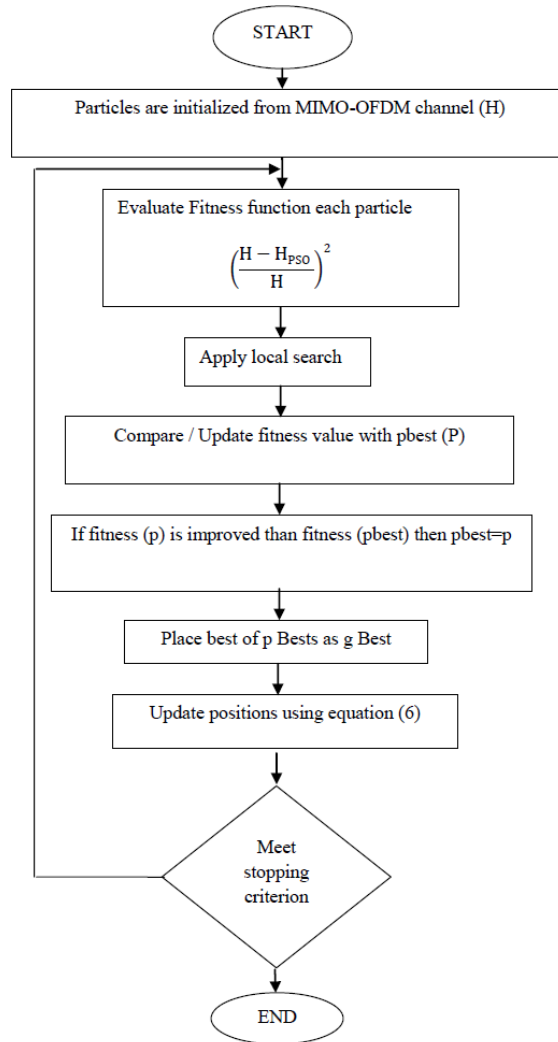 START
Particles are initialized from MIMO-OFDM channel (H)
Evaluate Fitness function each particle
((H − H_PSO)/H)^2
Apply local search
Compare / Update fitness value with pbest (P)
If fitness (p) is improved than fitness (pbest) then pbest=p
Place best of p Bests as g Best
Update positions using equation (6)
Meet
stopping
criterion
END